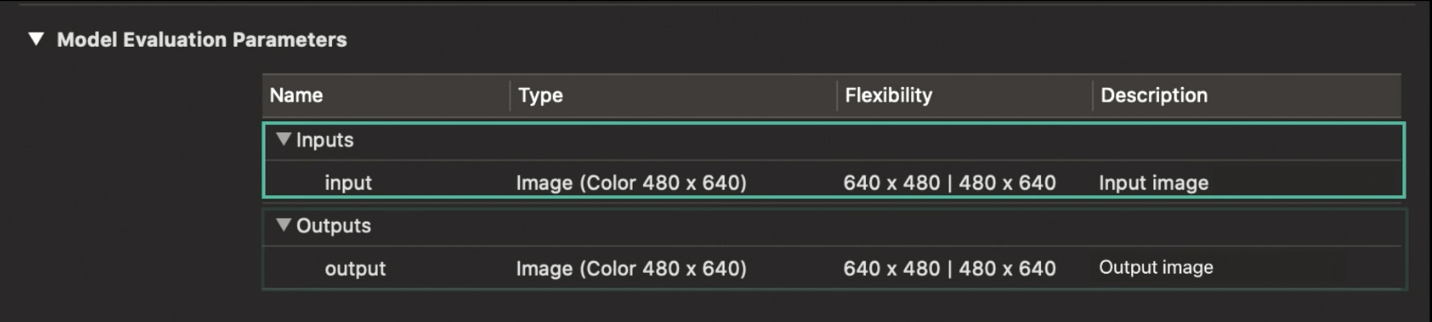 Model Evaluation Parameters
Name Type Flexibility Description
Inputs
input Image (Color 480 x 640) 640 x 480 | 480 x 640 Input image
Outputs
output Image (Color 480 x 640) 640 x 480 | 480 x 640 Output image